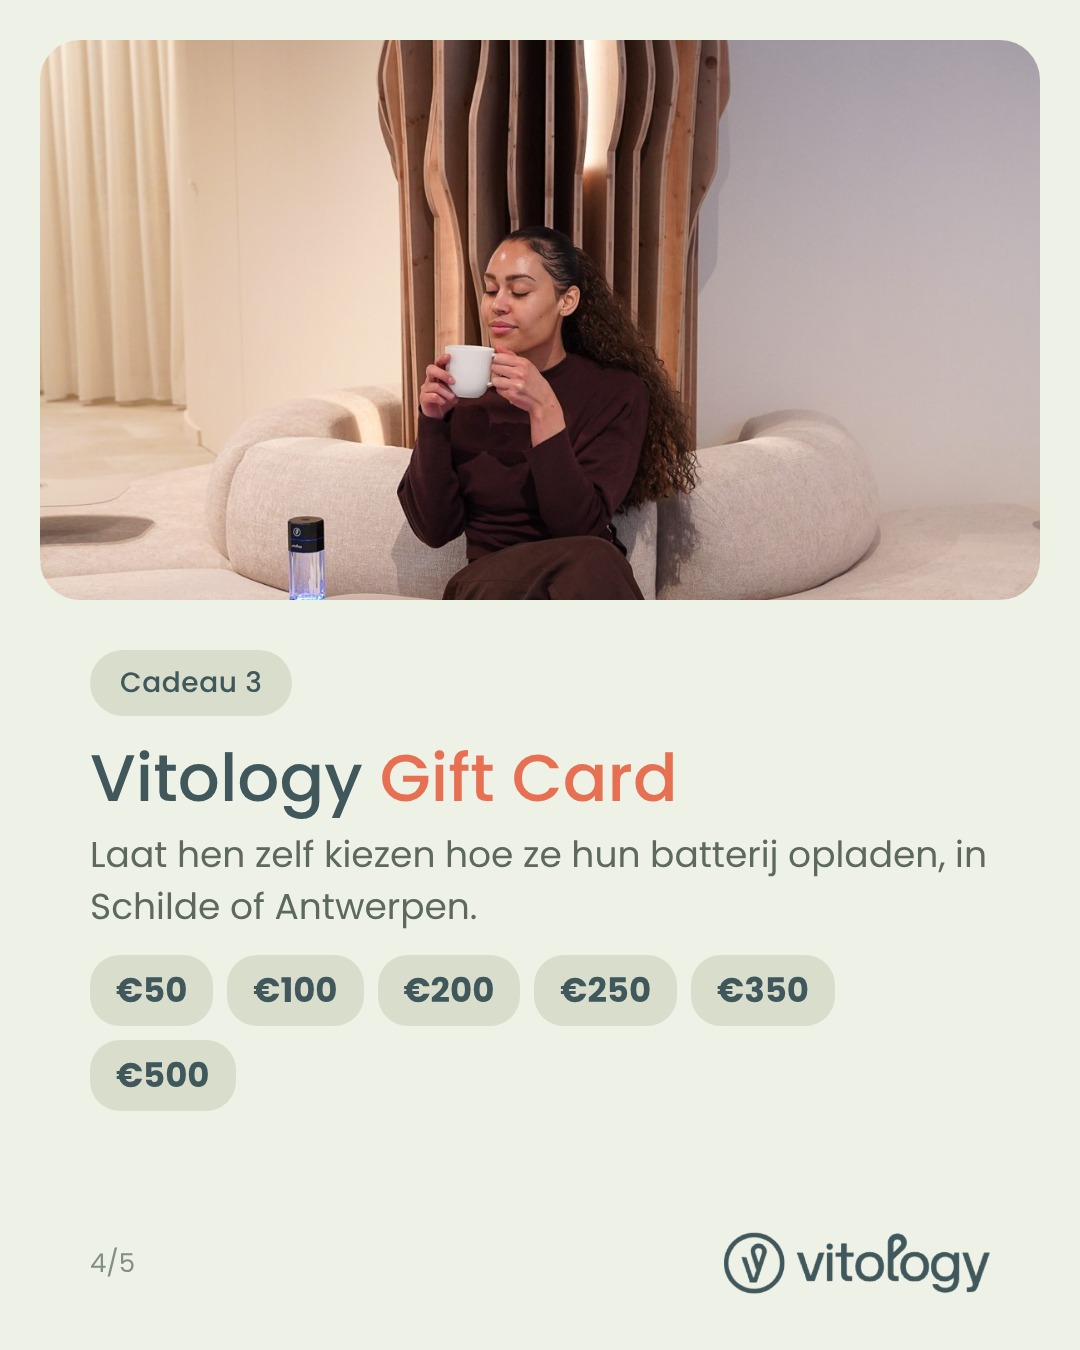 Cadeau 3
Vitology Gift Card
Laat hen zelf kiezen hoe ze hun batterij opladen, in
Schilde of Antwerpen.
€50 €100 €200 €250 €350
€500
4/5
vitology